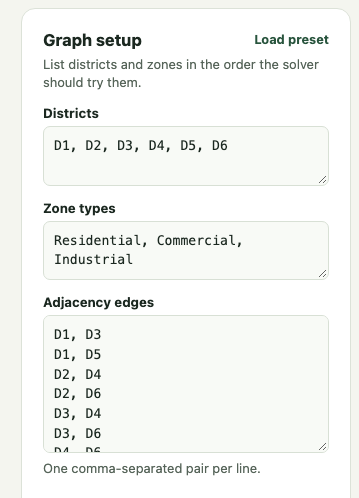 Graph setup
Load preset
List districts and zones in the order the solver
should try them.
Districts
D1, D2, D3, D4, D5, D6
Zone types
Residential, Commercial,
Industrial
Adjacency edges
D1, D3
D1, D5
D2, D4
D2, D6
D3, D4
D3, D6
One comma-separated pair per line.